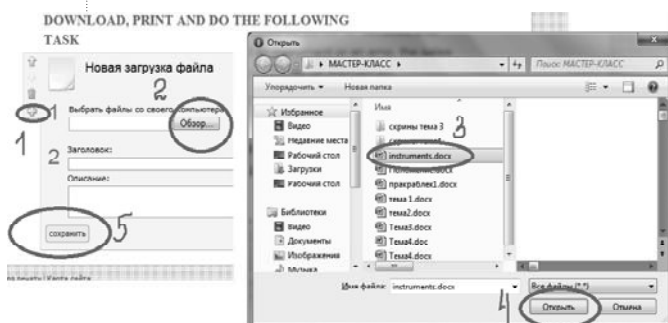 DOWNLOAD, PRINT AND DO THE FOLLOWING
TASK
Новая загрузка файла
2
1 Выбрать файлы со своего компьютера
Обзор...
1
2 Заголовок:
Описание:
сохранить
5
Открыть
МАСТЕР-КЛАСС
Поиск: МАСТЕР-КЛАСС
Упорядочить
Новая папка
Избранное
Видео
Недавние места
Рабочий стол
Загрузки
Рабочий стол
Библиотеки
Видео
Документы
Изображения
Музыка
Имя
скрины тема 3
3
instruments.docx
пракраблек1.docx
тема 1.docx
тема2.docx
Тема3.docx
Тема4.doc
Тема4.docx
Имя файла: instruments.docx
Все файлы (*.*)
4
Открыть
Отмена
Карта сайта